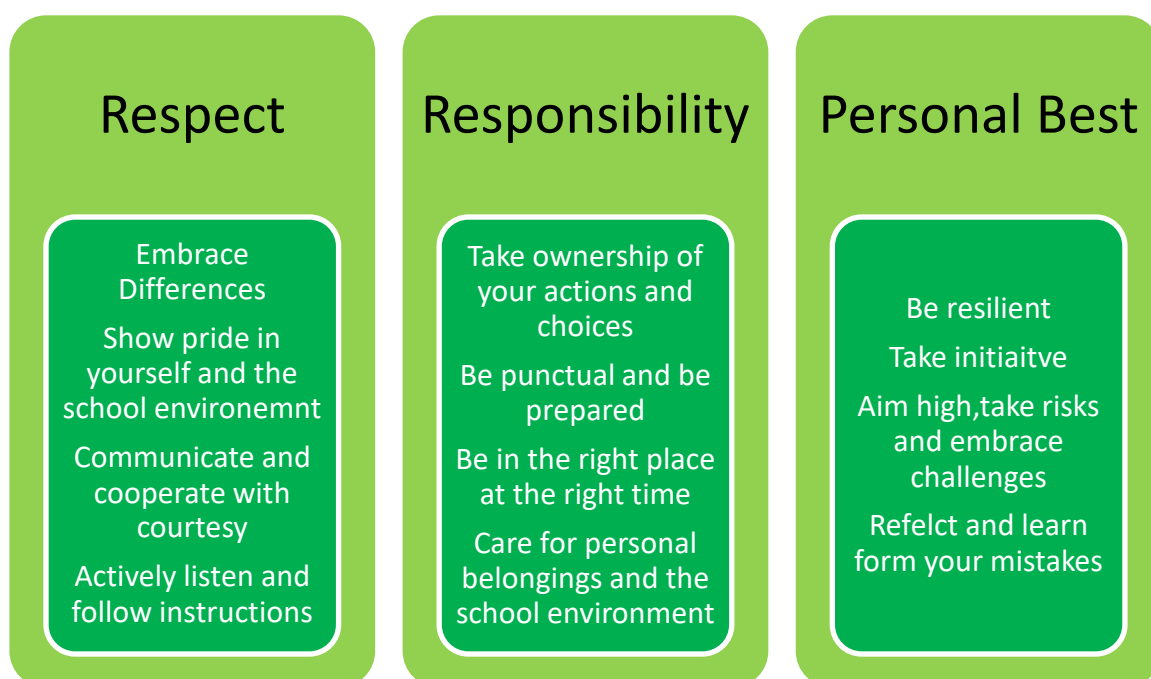 Respect
Embrace
Differences
Show pride in
yourself and the
school environemnt
Communicate and
cooperate with
courtesy
Actively listen and
follow instructions
Responsibility
Take ownership of
your actions and
choices
Be punctual and be
prepared
Be in the right place
at the right time
Care for personal
belongings and the
school environment
Personal Best
Be resilient
Take initiaitve
Aim high,take risks
and embrace
challenges
Refelct and learn
form your mistakes